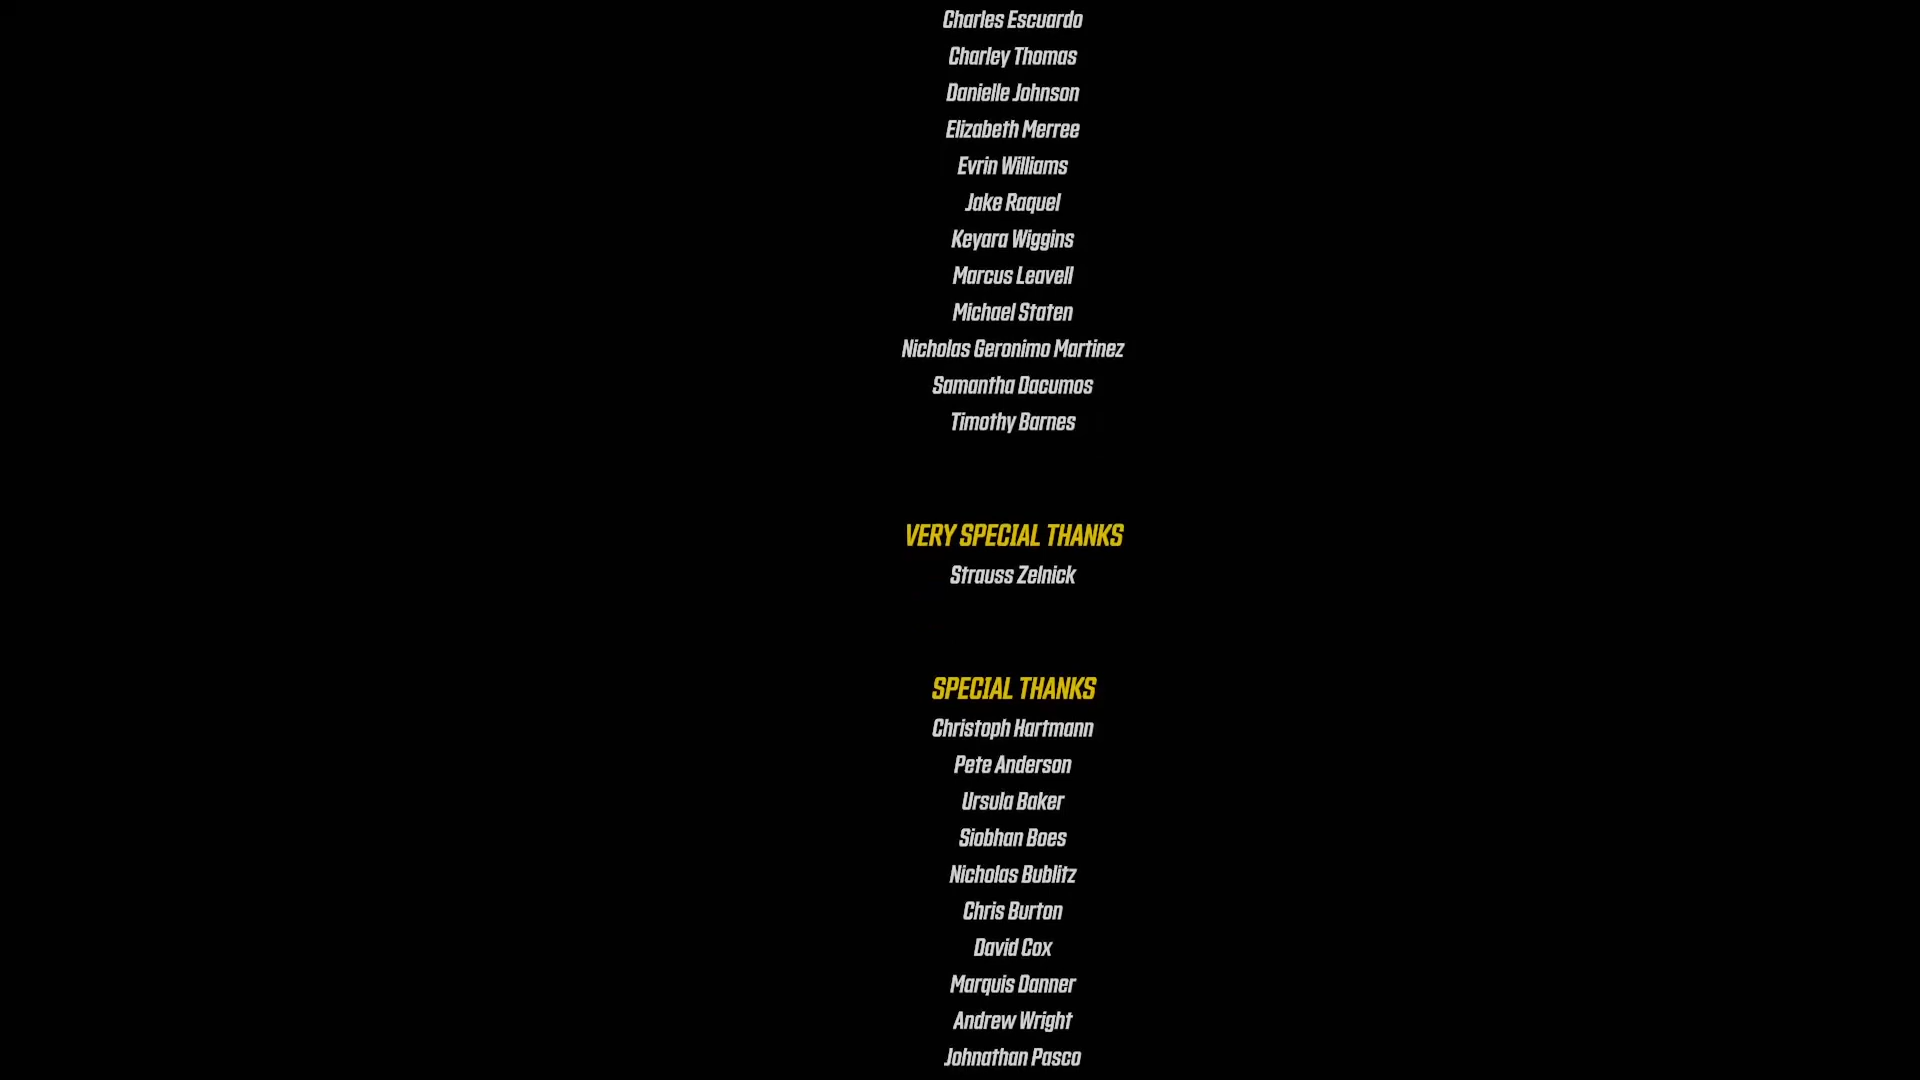 Charles Escuardo
Charley Thomas
Danielle Johnson
Elizabeth Merree
Evrin Williams
Jake Raquel
Keyara Wiggins
Marcus Leavell
Michael Staten
Nicholas Geronimo Martinez
Samantha Dacumos
Timothy Barnes
VERY SPECIAL THANKS
Strauss Zelnick
SPECIAL THANKS
Christoph Hartmann
Pete Anderson
Ursula Baker
Siobhan Boes
Nicholas Bublitz
Chris Burton
David Cox
Marquis Danner
Andrew Wright
Johnathan Pasco